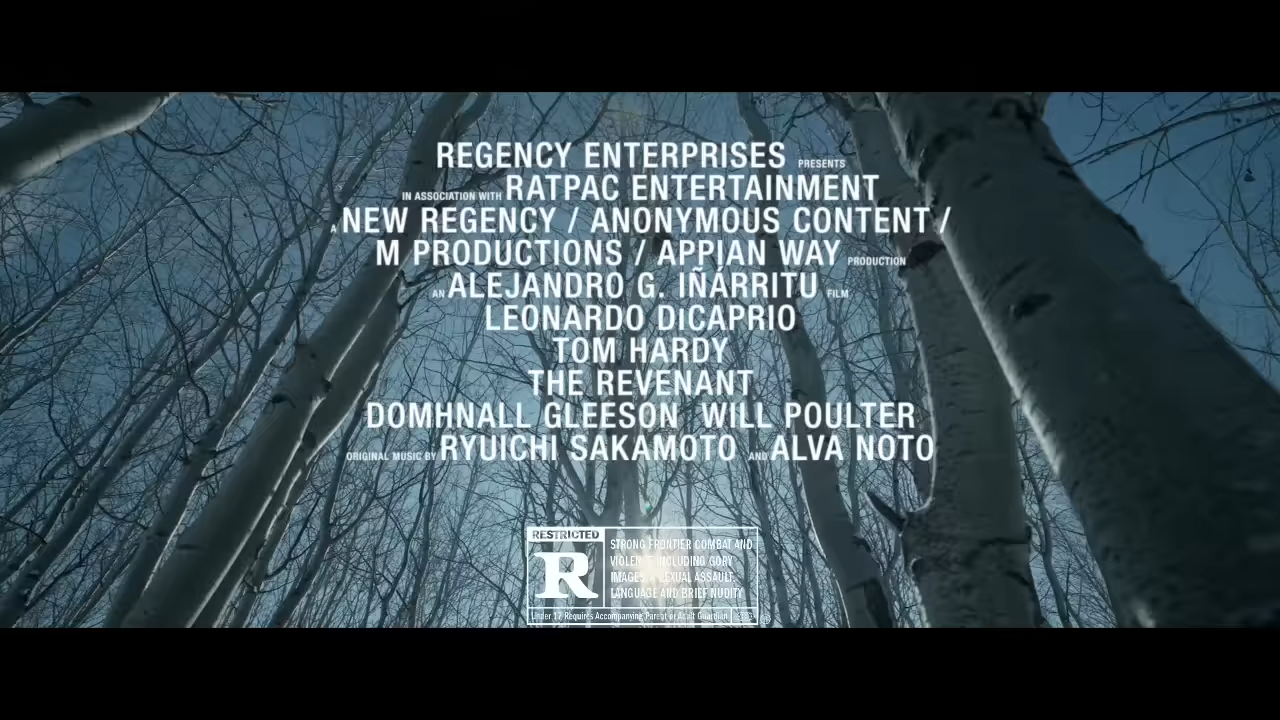 REGENCY ENTERPRISES PRESENTS
IN ASSOCIATION WITH RATPAC ENTERTAINMENT
A NEW REGENCY / ANONYMOUS CONTENT /
M PRODUCTIONS / APPIAN WAY PRODUCTION
AN ALEJANDRO G. IÑÁRRITU FILM
LEONARDO DiCAPRIO
TOM HARDY
THE REVENANT
DOMHNALL GLEESON WILL POULTER
ORIGINAL MUSIC BY RYUICHI SAKAMOTO AND ALVA NOTO
RESTRICTED
R
STRONG FRONTIER COMBAT AND
VIOLENCE INCLUDING GORY
IMAGES, A SEXUAL ASSAULT,
LANGUAGE AND BRIEF NUDITY
Under 17 Requires Accompanying Parent or Adult Guardian